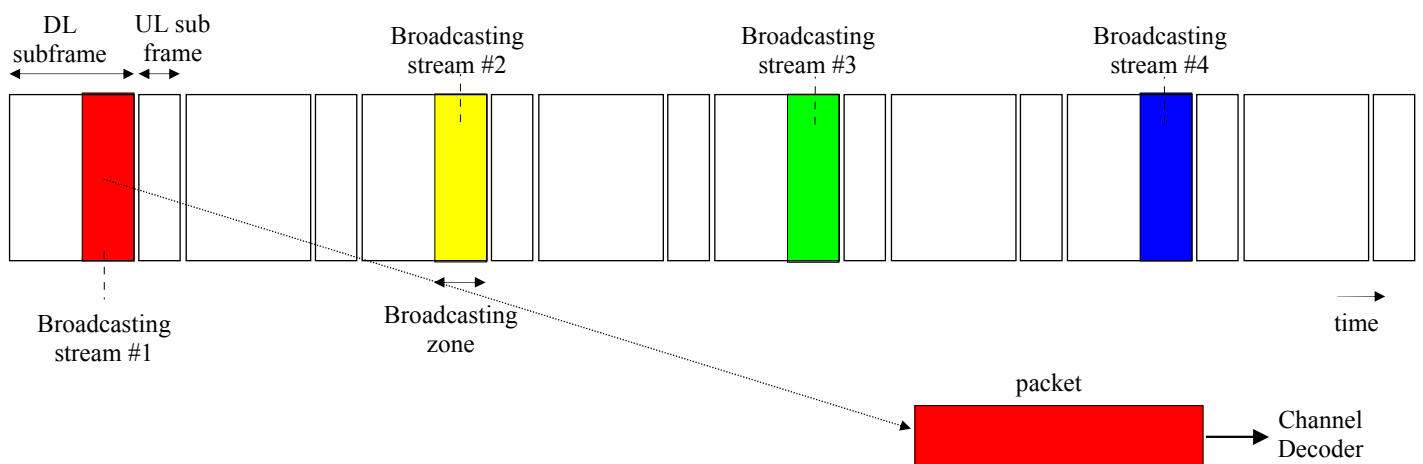 DL
subframe
UL sub
frame
Broadcasting
stream #2
Broadcasting
stream #3
Broadcasting
stream #4
Broadcasting
stream #1
Broadcasting
zone
time
packet
Channel
Decoder